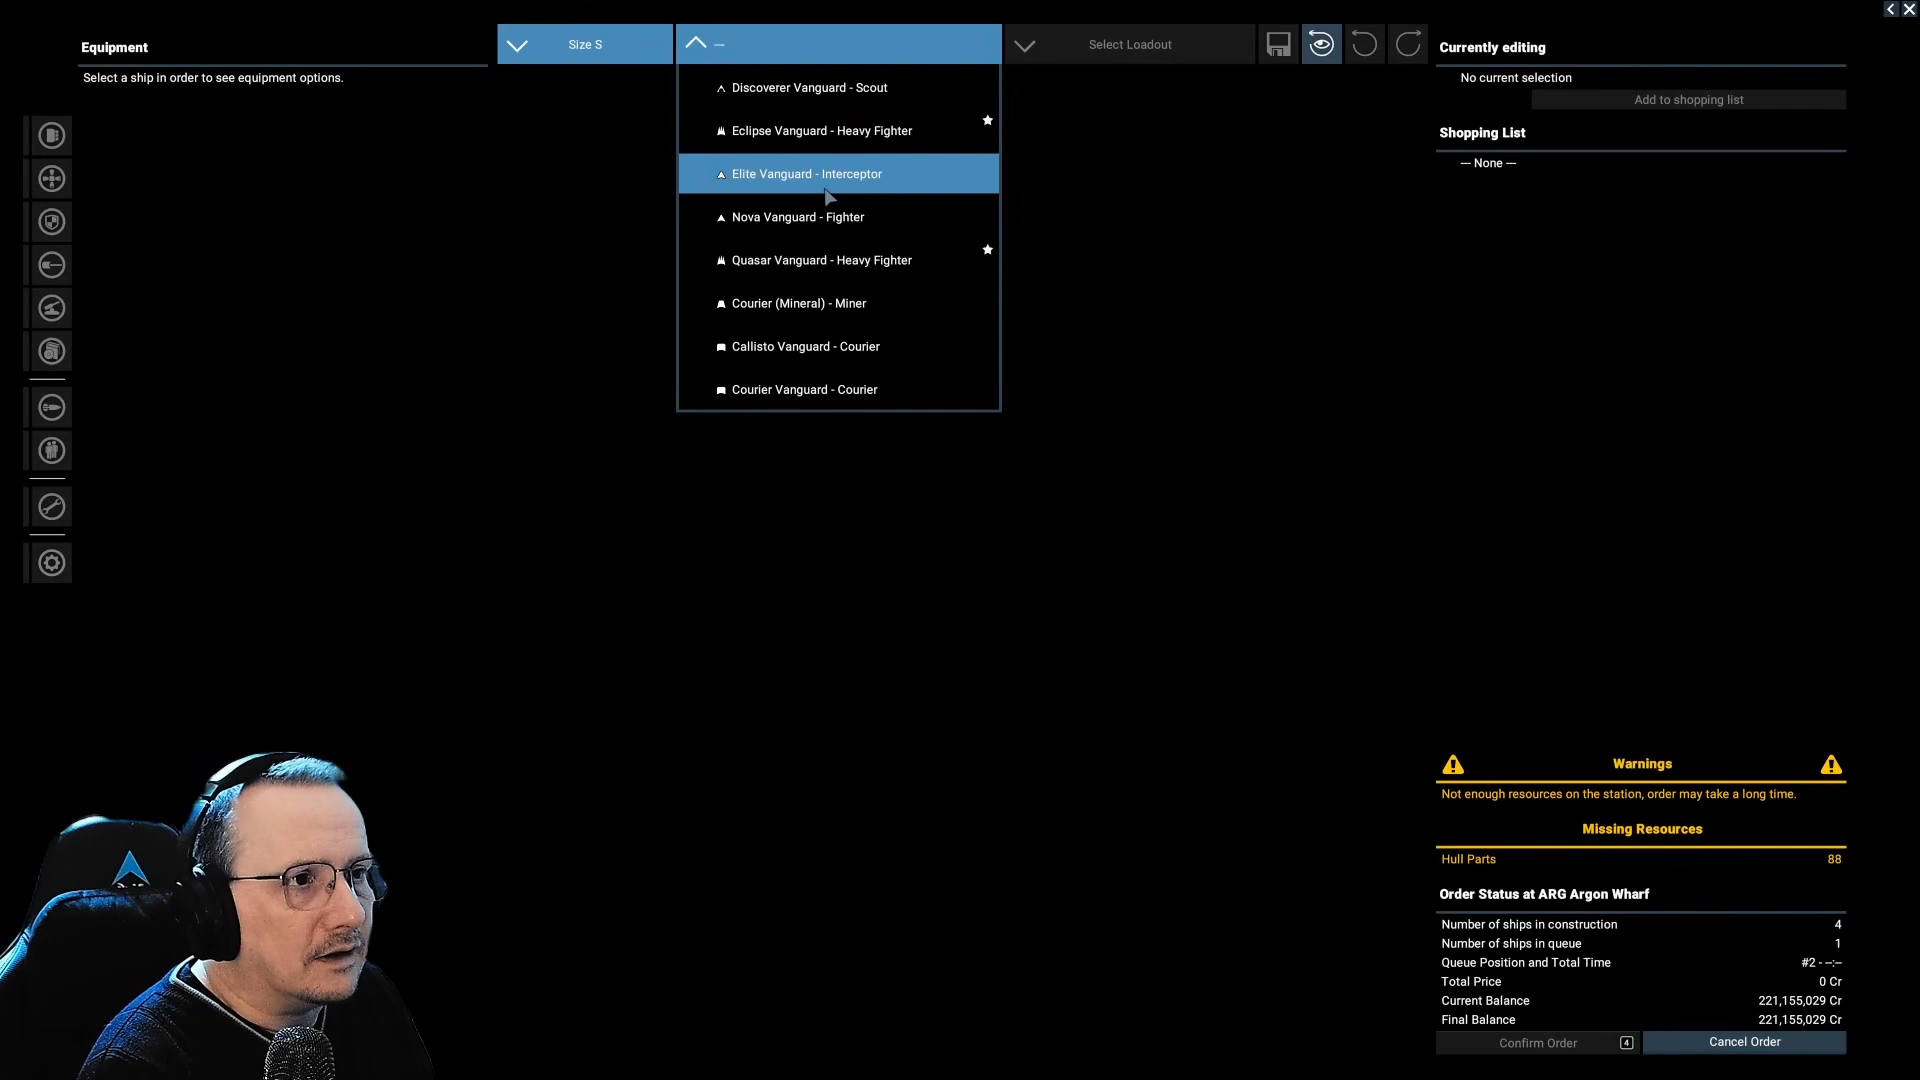 Equipment
Select a ship in order to see equipment options.
Size S
—
Select Loadout
Discoverer Vanguard - Scout
Eclipse Vanguard - Heavy Fighter
Elite Vanguard - Interceptor
Nova Vanguard - Fighter
Quasar Vanguard - Heavy Fighter
Courier (Mineral) - Miner
Callisto Vanguard - Courier
Courier Vanguard - Courier
Currently editing
No current selection
Add to shopping list
Shopping List
— None —
Warnings
Not enough resources on the station, order may take a long time.
Missing Resources
Hull Parts 88
Order Status at ARG Argon Wharf
Number of ships in construction 4
Number of ships in queue 1
Queue Position and Total Time #2 - --:--
Total Price 0 Cr
Current Balance 221,155,029 Cr
Final Balance 221,155,029 Cr
Confirm Order 4
Cancel Order